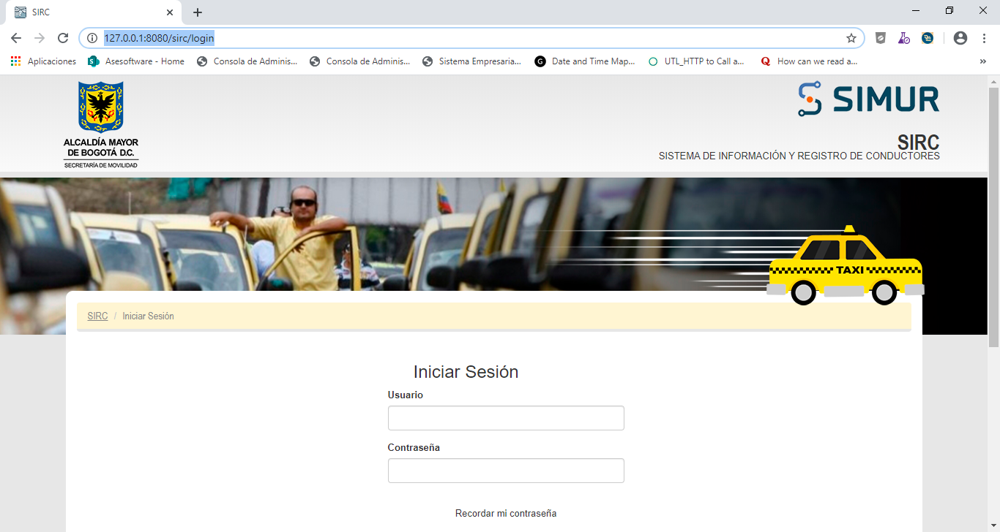 SIRC
127.0.0.1:8080/sirc/login
Aplicaciones
Asesoftware - Home
Consola de Adminis...
Consola de Adminis...
Sistema Empresaria...
Date and Time Map...
UTL_HTTP to Call a...
How can we read a...
ALCALDÍA MAYOR
DE BOGOTÁ D.C.
SECRETARÍA DE MOVILIDAD
SIMUR
SIRC
SISTEMA DE INFORMACIÓN Y REGISTRO DE CONDUCTORES
TAXI
SIRC / Iniciar Sesión
Iniciar Sesión
Usuario
Contraseña
Recordar mi contraseña